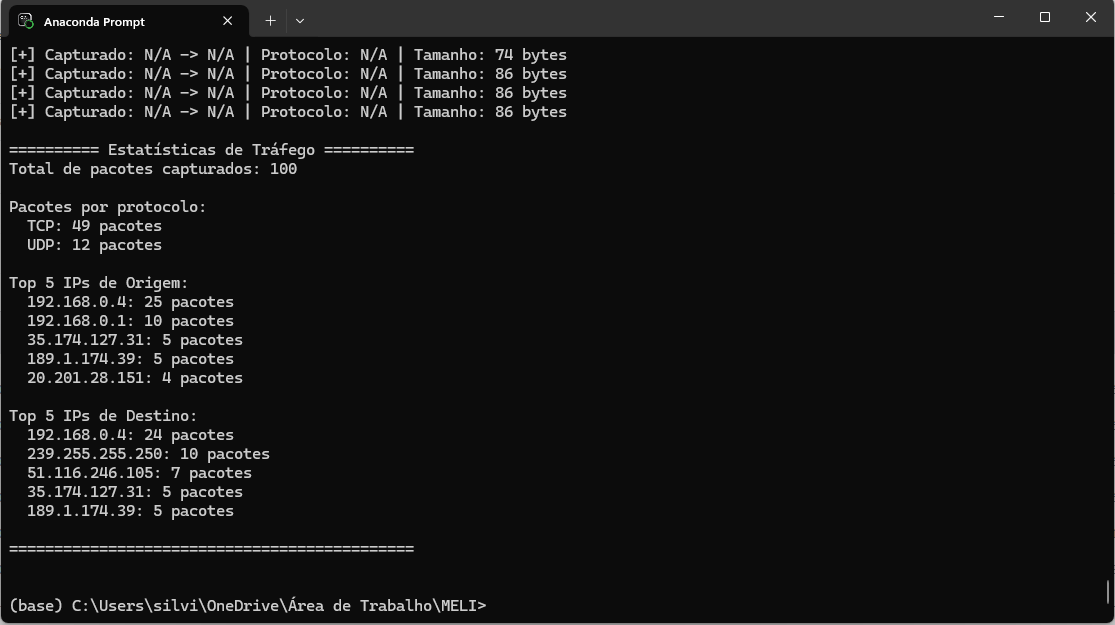 Anaconda Prompt
[+] Capturado: N/A -> N/A | Protocolo: N/A | Tamanho: 74 bytes
[+] Capturado: N/A -> N/A | Protocolo: N/A | Tamanho: 86 bytes
[+] Capturado: N/A -> N/A | Protocolo: N/A | Tamanho: 86 bytes
[+] Capturado: N/A -> N/A | Protocolo: N/A | Tamanho: 86 bytes
========== Estatísticas de Tráfego ==========
Total de pacotes capturados: 100
Pacotes por protocolo:
TCP: 49 pacotes
UDP: 12 pacotes
Top 5 IPs de Origem:
192.168.0.4: 25 pacotes
192.168.0.1: 10 pacotes
35.174.127.31: 5 pacotes
189.1.174.39: 5 pacotes
20.201.28.151: 4 pacotes
Top 5 IPs de Destino:
192.168.0.4: 24 pacotes
239.255.255.250: 10 pacotes
51.116.246.105: 7 pacotes
35.174.127.31: 5 pacotes
189.1.174.39: 5 pacotes
=============================================
(base) C:\Users\silvi\OneDrive\Área de Trabalho\MELI>